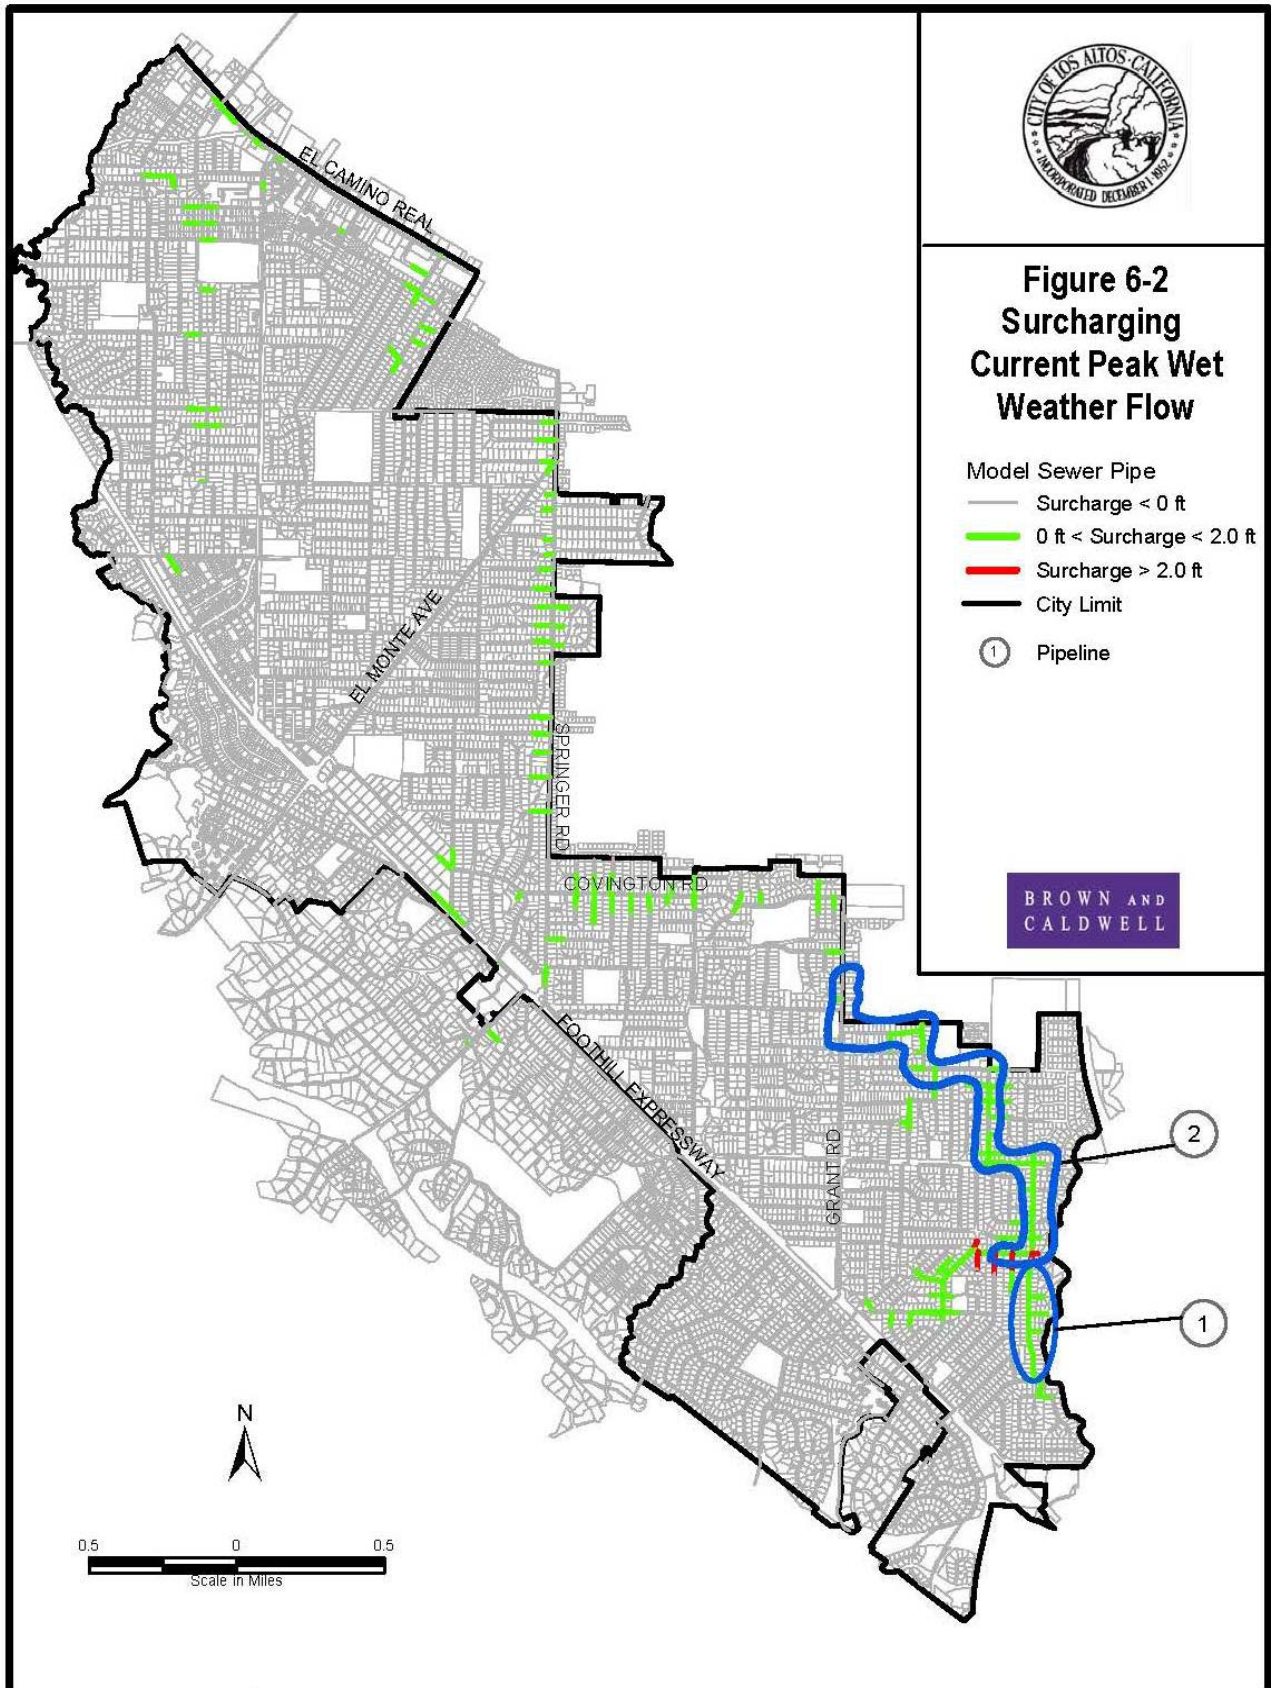 CITY OF LOS ALTOS · CALIFORNIA
INCORPORATED DECEMBER 1 · 1952
Figure 6-2
Surcharging
Current Peak Wet
Weather Flow
Model Sewer Pipe
Surcharge < 0 ft
0 ft < Surcharge < 2.0 ft
Surcharge > 2.0 ft
City Limit
1 Pipeline
BROWN AND
CALDWELL
EL CAMINO REAL
EL MONTE AVE
SPRINGER RD
COVINGTON RD
FOOTHILL EXPRESSWAY
GRANT RD
2
1
N
0.5 0 0.5
Scale in Miles